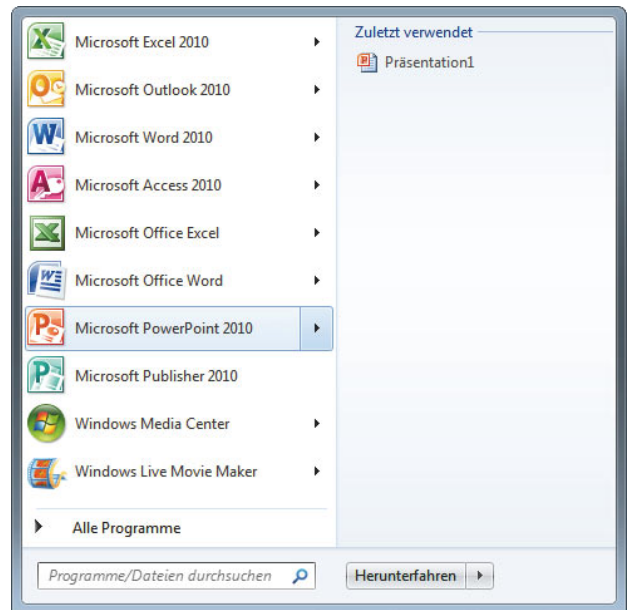 Microsoft Excel 2010
Microsoft Outlook 2010
Microsoft Word 2010
Microsoft Access 2010
Microsoft Office Excel
Microsoft Office Word
Microsoft PowerPoint 2010
Microsoft Publisher 2010
Windows Media Center
Windows Live Movie Maker
Alle Programme
Programme/Dateien durchsuchen
Zuletzt verwendet
Präsentation1
Herunterfahren